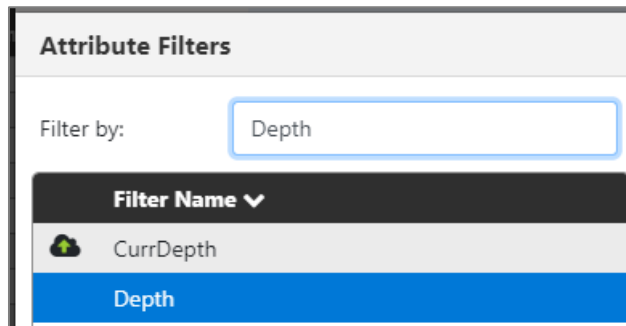 Attribute Filters
Filter by: Depth
Filter Name
CurrDepth
Depth